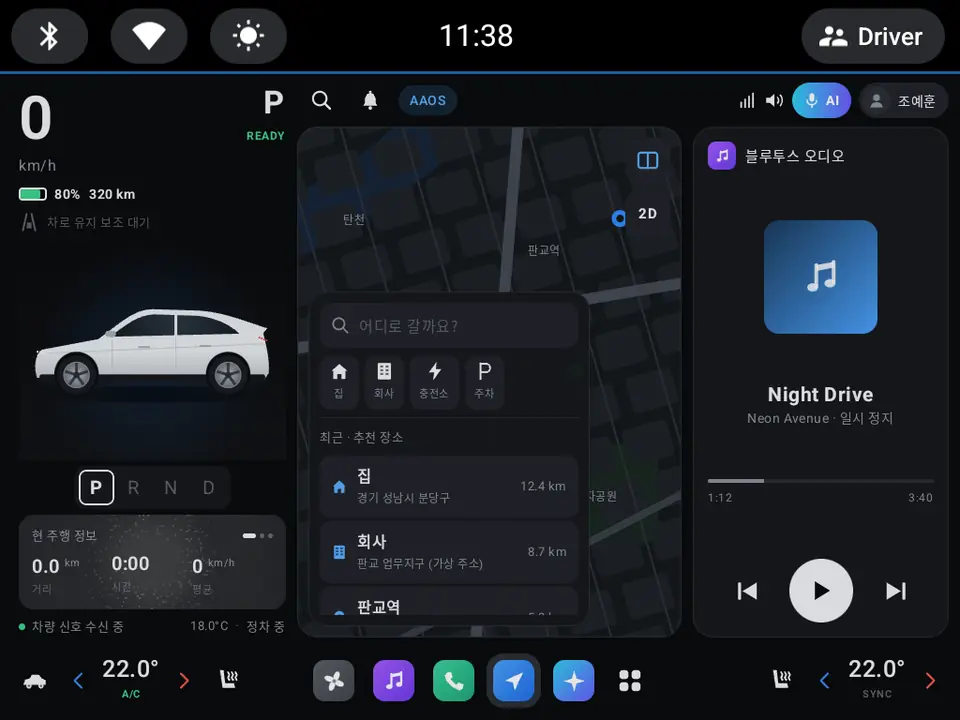 11:38
Driver
0
P
READY
km/h
80% 320 km
차로 유지 보조 대기
P R N D
현 주행 정보
0.0 km
거리
0:00
시간
0 km/h
평균
차량 신호 수신 중
18.0°C · 정차 중
AAOS
AI
조예훈
탄천
판교역
2D
어디로 갈까요?
집
회사
충전소
P
주차
최근 · 추천 장소
집
경기 성남시 분당구
12.4 km
회사
판교 업무지구 (가상 주소)
8.7 km
판교역
블루투스 오디오
Night Drive
Neon Avenue · 일시 정지
1:12
3:40
22.0°
A/C
22.0°
SYNC